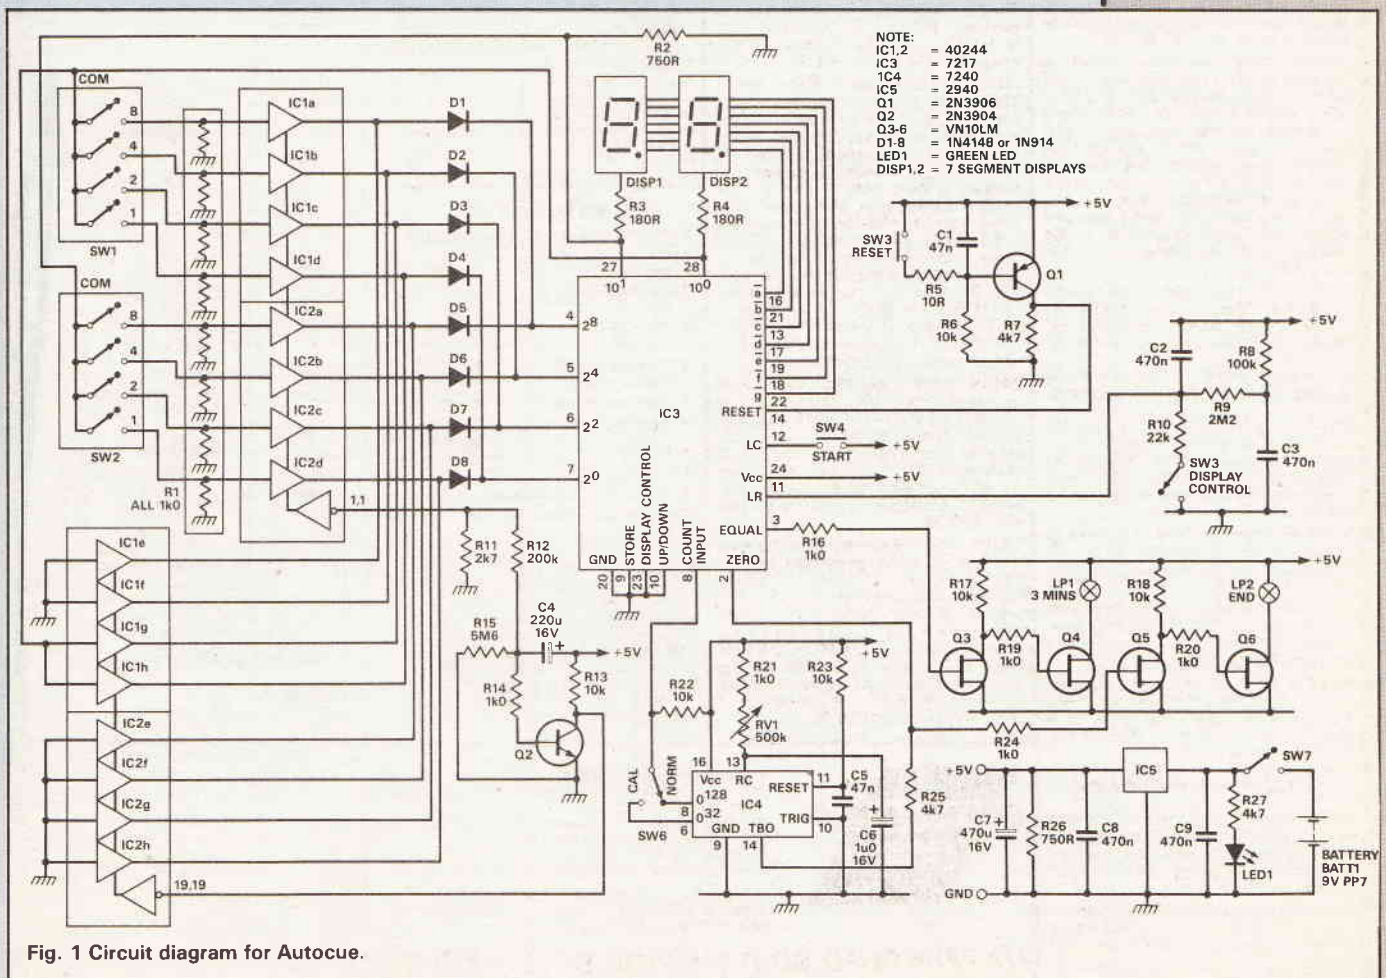 NOTE:
IC1,2 = 40244
IC3 = 7217
1C4 = 7240
IC5 = 2940
Q1 = 2N3906
Q2 = 2N3904
Q3-6 = VN10LM
D1-8 = 1N4148 or 1N914
LED1 = GREEN LED
DISP1,2 = 7 SEGMENT DISPLAYS
R2
750R
COM
8
4
2
1
SW1
COM
8
4
2
1
SW2
R1
ALL 1k0
IC1a
IC1b
IC1c
IC1d
IC2a
IC2b
IC2c
IC2d
1,1
D1
D2
D3
D4
D5
D6
D7
D8
DISP1
DISP2
R3
180R
R4
180R
27
28
10¹
10⁰
4
2⁸
5
2⁴
6
2²
7
2⁰
IC3
a
16
b
21
c
13
d
17
e
19
f
18
g
22
RESET
14
LC
12
SW4
START
+5V
Vcc
24
+5V
11
LR
EQUAL
3
R16
1k0
GND
STORE
DISPLAY CONTROL
UP/DOWN
COUNT
INPUT
ZERO
20
9
23
10
8
2
+5V
SW3
RESET
C1
47n
R5
10R
Q1
R6
10k
R7
4k7
+5V
C2
470n
R8
100k
R9
2M2
R10
22k
C3
470n
SW3
DISPLAY
CONTROL
IC1e
IC1f
IC1g
IC1h
IC2e
IC2f
IC2g
IC2h
19,19
R11
2k7
R12
200k
R15
5M6
C4
220u
16V
+
+5V
R14
1k0
R13
10k
Q2
+5V
R17
10k
LP1
3 MINS
R18
10k
LP2
END
Q3
R19
1k0
Q4
Q5
R20
1k0
Q6
R24
1k0
+5V
R21
1k0
R23
10k
R22
10k
RV1
500k
CAL
NORM
SW6
16
13
Vcc
RC
RESET
11
0128
8
032
6
IC4
TRIG
10
GND
TBO
9
14
C5
47n
+
C6
1u0
16V
R25
4k7
+5V
IC5
SW7
C7
470u
16V
+
R26
750R
C8
470n
C9
470n
R27
4k7
LED1
BATTERY
BATT1
9V PP7
GND
Fig. 1 Circuit diagram for Autocue.